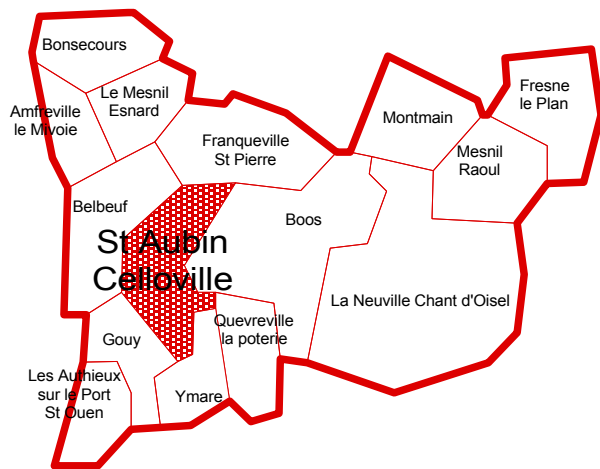 Bonsecours
Le Mesnil
Esnard
Amfreville
le Mivoie
Franqueville
St Pierre
Montmain
Fresne
le Plan
Mesnil
Raoul
Belbeuf
Boos
St Aubin
Celloville
La Neuville Chant d'Oisel
Quevreville
la poterie
Gouy
Les Authieux
sur le Port
St Ouen
Ymare